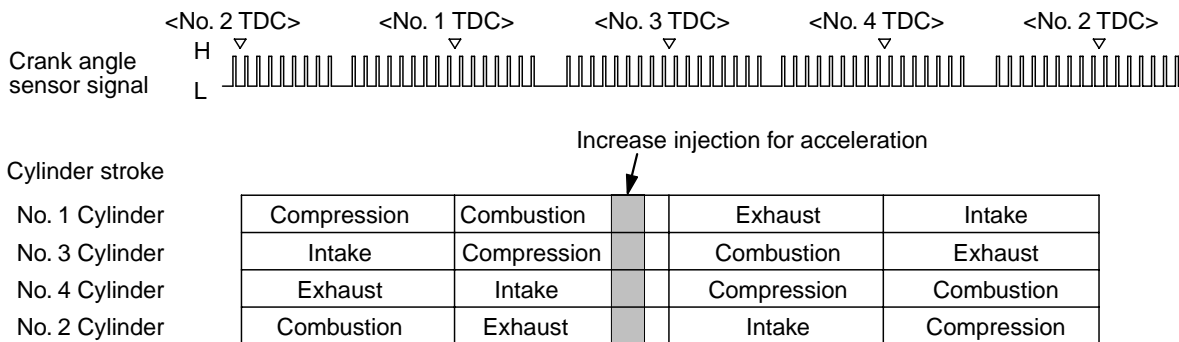 <No. 2 TDC> <No. 1 TDC> <No. 3 TDC> <No. 4 TDC> <No. 2 TDC>
H
Crank angle
sensor signal
L
Increase injection for acceleration
Cylinder stroke
No. 1 Cylinder Compression Combustion Exhaust Intake
No. 3 Cylinder Intake Compression Combustion Exhaust
No. 4 Cylinder Exhaust Intake Compression Combustion
No. 2 Cylinder Combustion Exhaust Intake Compression